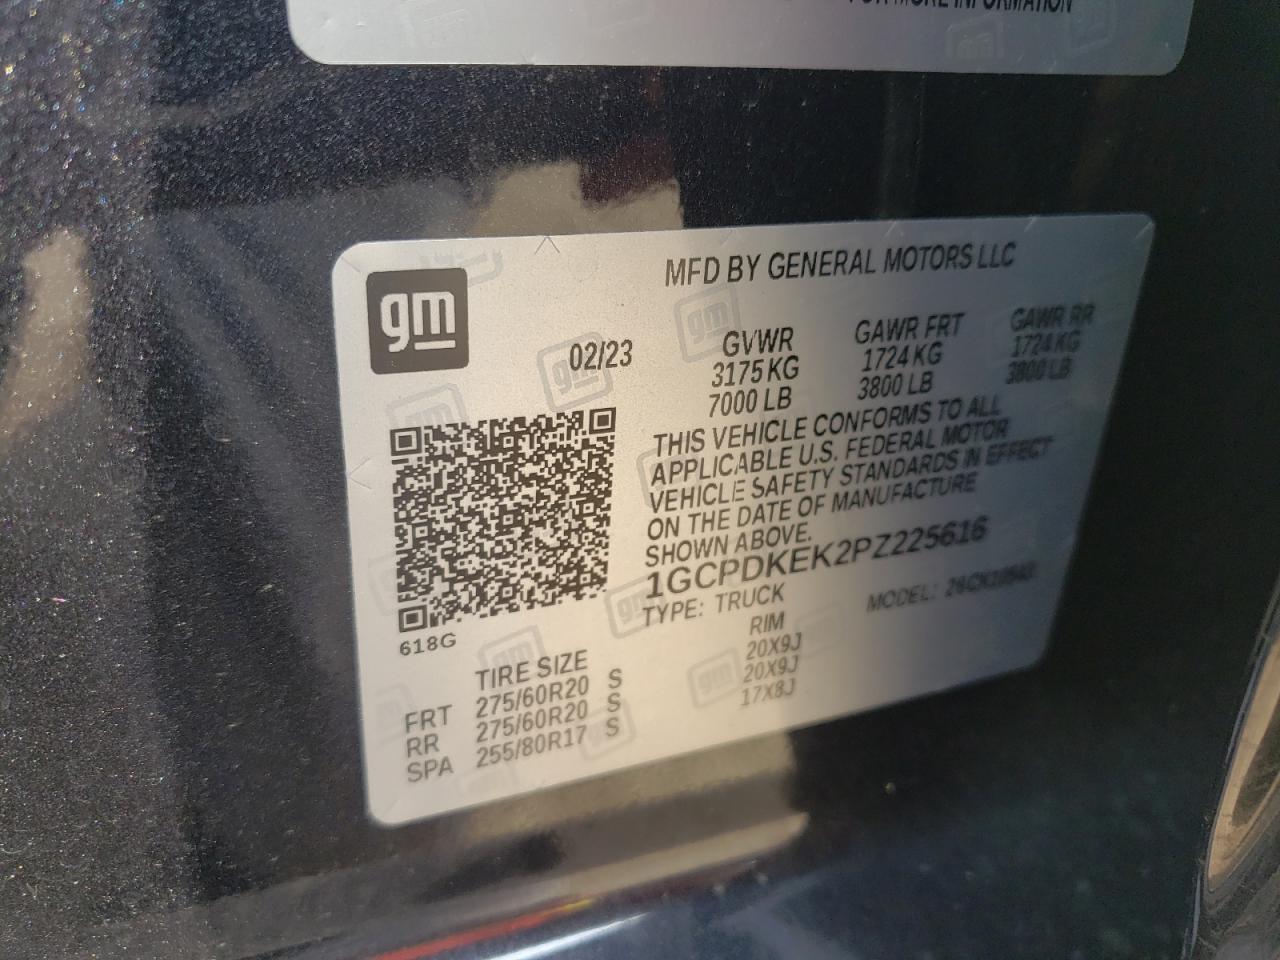 FOR MORE INFORMATION
gm
MFD BY GENERAL MOTORS LLC
02/23
GVWR GAWR FRT GAWR RR
3175 KG 1724 KG 1724 KG
7000 LB 3800 LB 3800 LB
THIS VEHICLE CONFORMS TO ALL
APPLICABLE U.S. FEDERAL MOTOR
VEHICLE SAFETY STANDARDS IN EFFECT
ON THE DATE OF MANUFACTURE
SHOWN ABOVE.
1GCPDKEK2PZ225616
TYPE: TRUCK MODEL:
618G
TIRE SIZE RIM
FRT 275/60R20 S 20X9J
RR 275/60R20 S 20X9J
SPA 255/80R17 S 17X8J